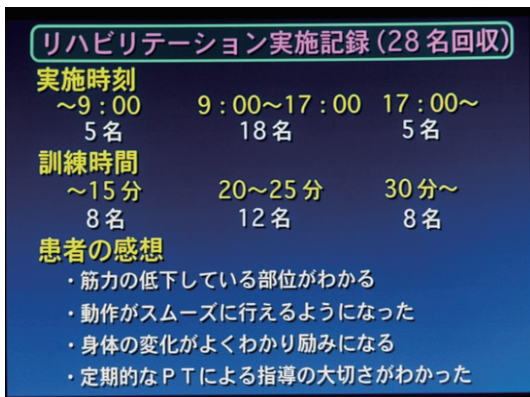 リハビリテーション実施記録(28名回収)
実施時刻
～9：00 9：00～17：00 17：00～
5名 18名 5名
訓練時間
～15分 20～25分 30分～
8名 12名 8名
患者の感想
・筋力の低下している部位がわかる
・動作がスムーズに行えるようになった
・身体の変化がよくわかり励みになる
・定期的なＰＴによる指導の大切さがわかった